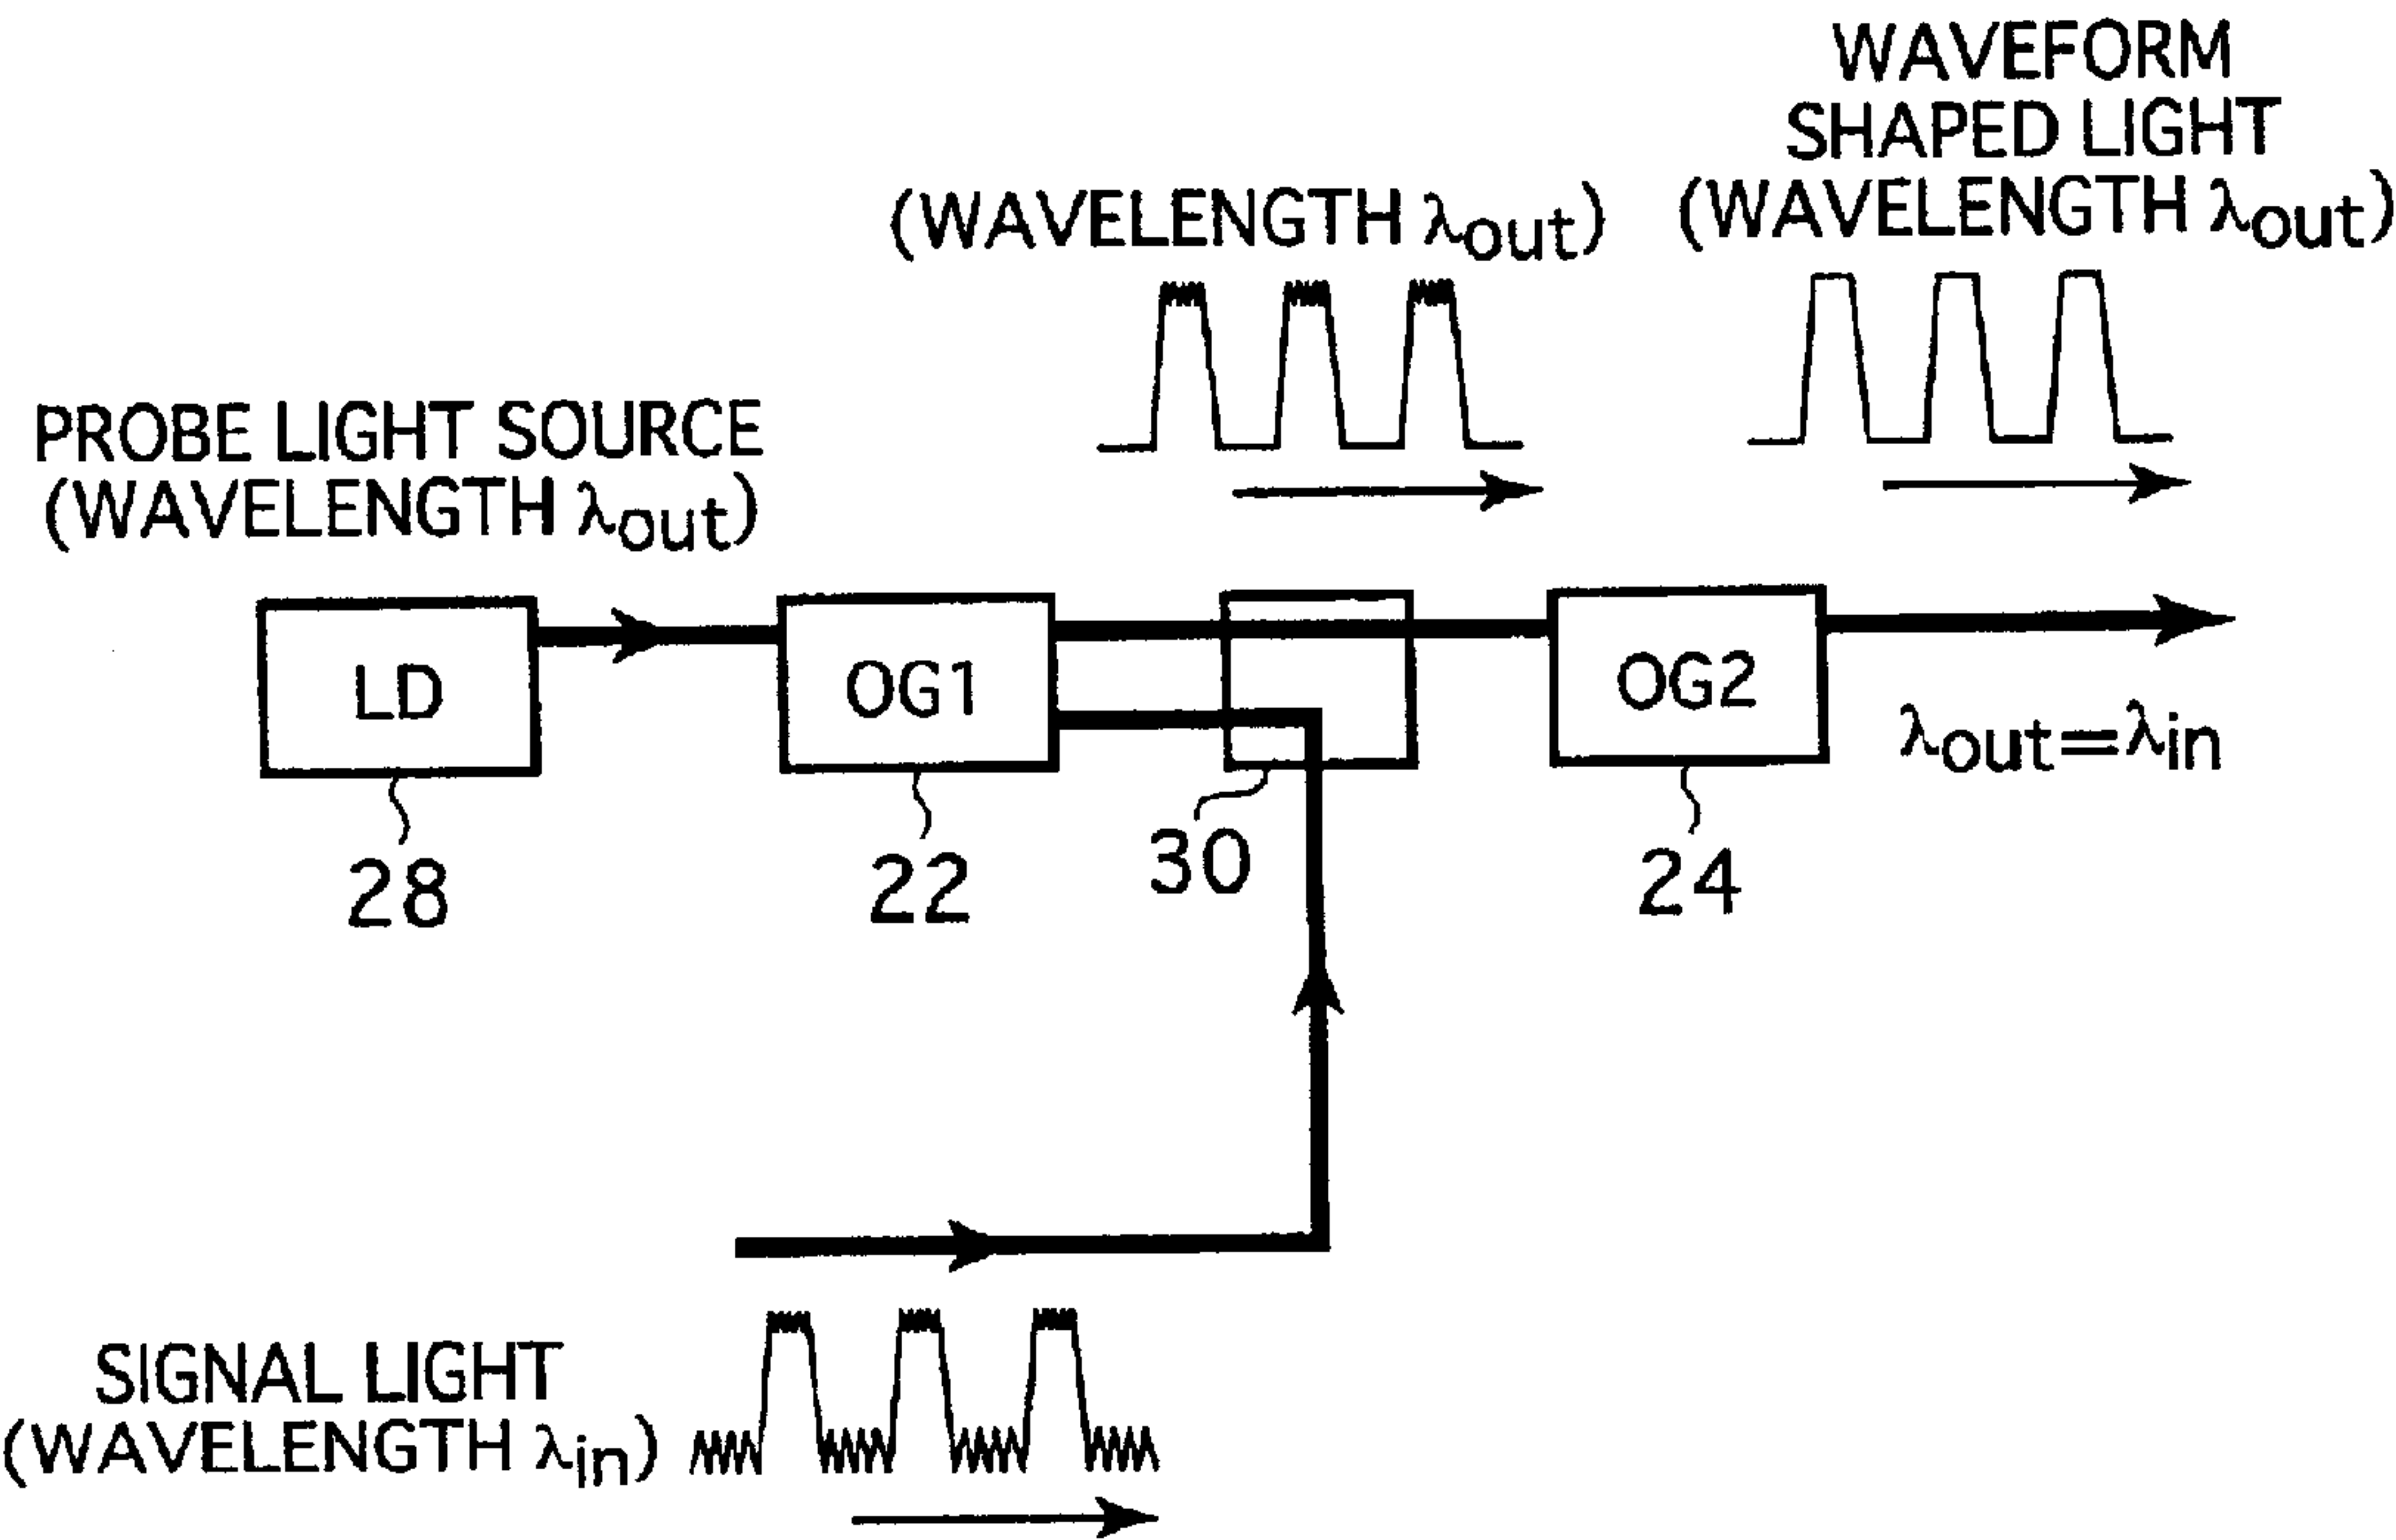 WAVEFORM
SHAPED LIGHT
(WAVELENGTH λout)
(WAVELENGTH λout)
PROBE LIGHT SOURCE
(WAVELENGTH λout)
LD
OG1
OG2
λout=λin
28
22
30
24
SIGNAL LIGHT
(WAVELENGTH λin)